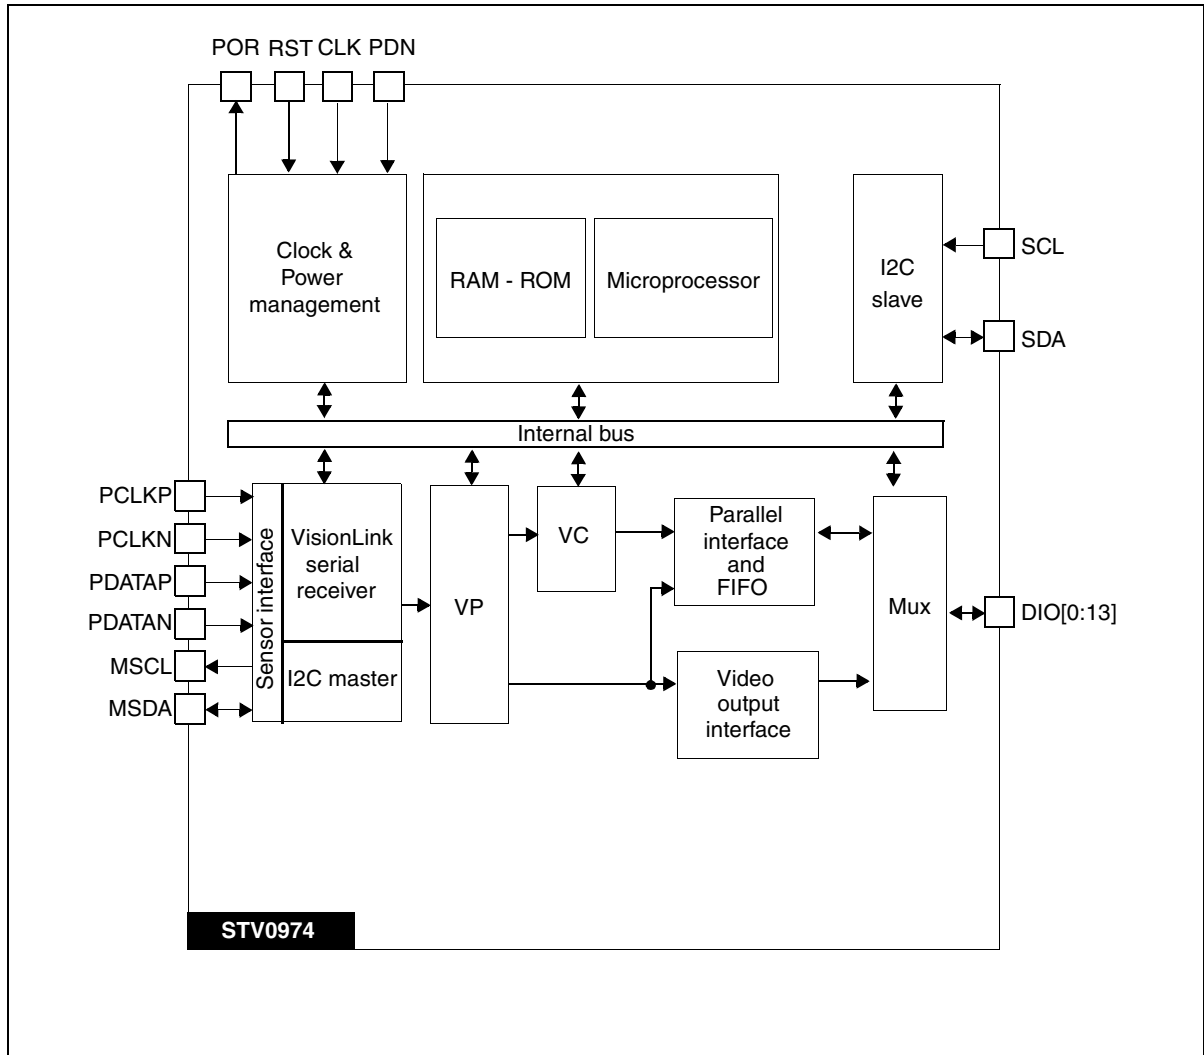 POR RST CLK PDN
Clock &
Power
management
RAM - ROM
Microprocessor
I2C
slave
SCL
SDA
Internal bus
PCLKP
PCLKN
PDATAP
PDATAN
MSCL
MSDA
Sensor interface
VisionLink
serial
receiver
I2C master
VP
VC
Parallel
interface
and
FIFO
Video
output
interface
Mux
DIO[0:13]
STV0974